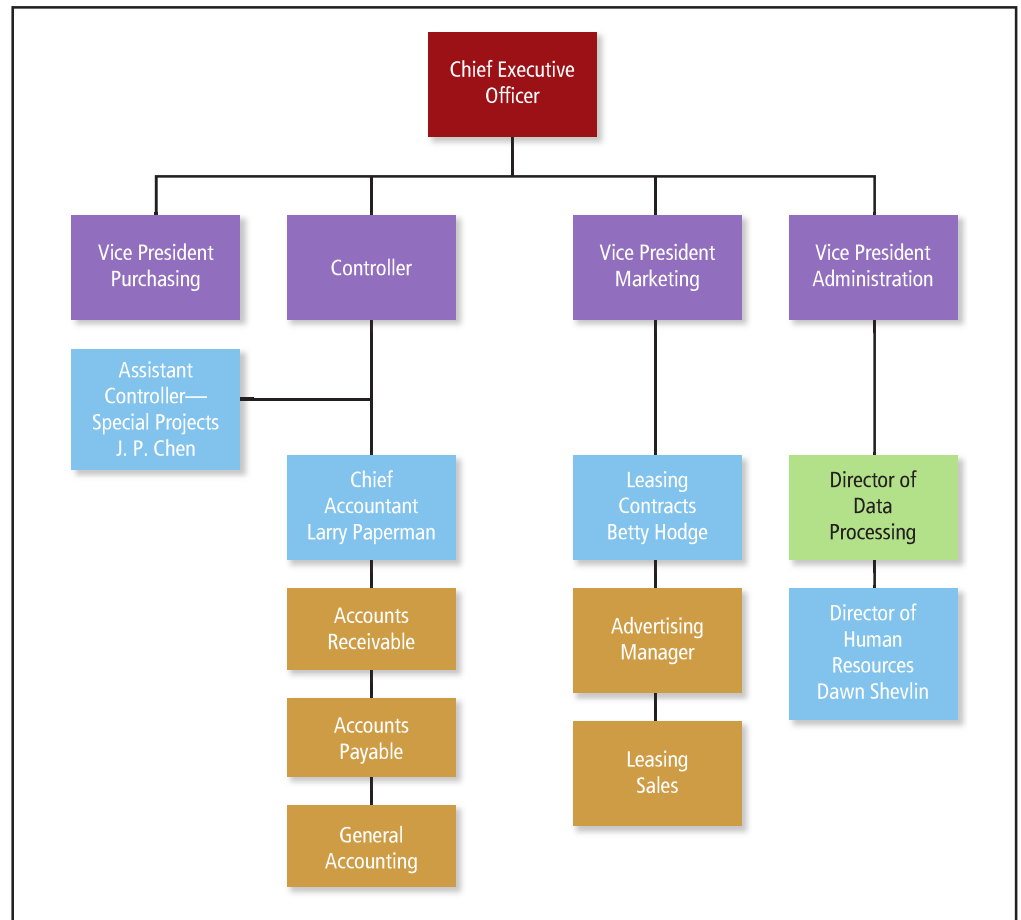 Chief Executive
Officer
Vice President
Purchasing
Controller
Vice President
Marketing
Vice President
Administration
Assistant
Controller—
Special Projects
J. P. Chen
Chief
Accountant
Larry Paperman
Leasing
Contracts
Betty Hodge
Director of
Data
Processing
Accounts
Receivable
Advertising
Manager
Director of
Human
Resources
Dawn Shevlin
Accounts
Payable
Leasing
Sales
General
Accounting